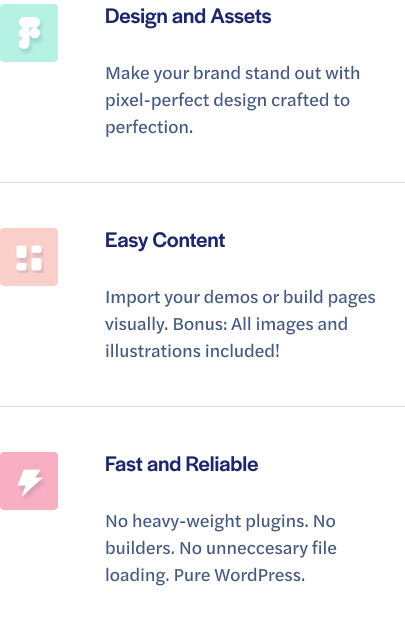 Design and Assets
Make your brand stand out with
pixel-perfect design crafted to
perfection.
Easy Content
Import your demos or build pages
visually. Bonus: All images and
illustrations included!
Fast and Reliable
No heavy-weight plugins. No
builders. No unneccesary file
loading. Pure WordPress.